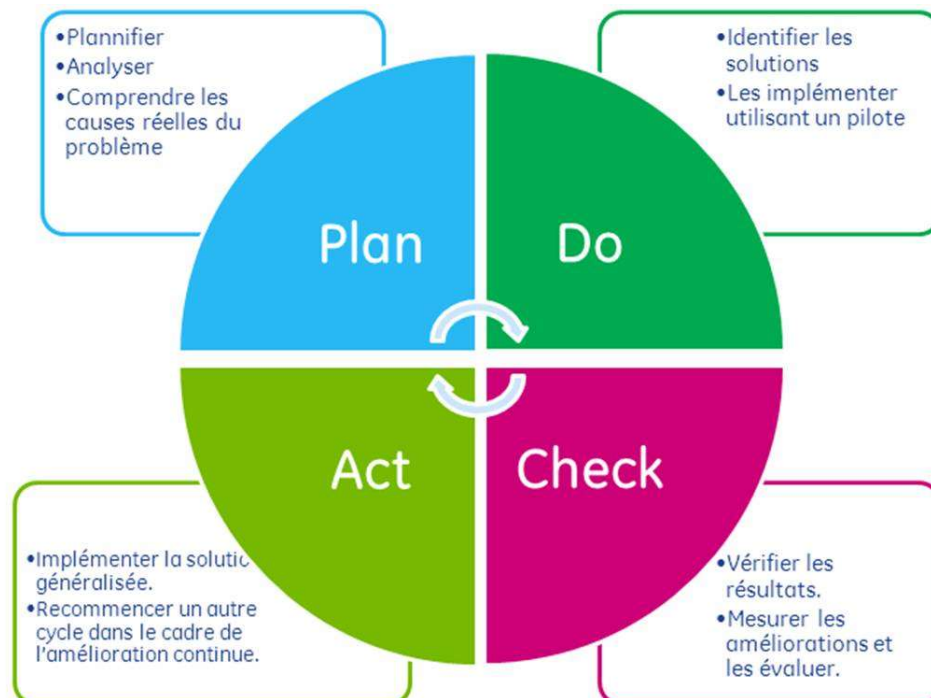 •Plannifier
•Analyser
•Comprendre les
causes réelles du
problème
•Identifier les
solutions
•Les implémenter
utilisant un pilote
Plan
Do
Act
Check
•Implémenter la solutio
généralisée.
•Recommencer un autre
cycle dans le cadre de
l'amélioration continue.
•Vérifier les
résultats.
•Mesurer les
améliorations et
les évaluer.